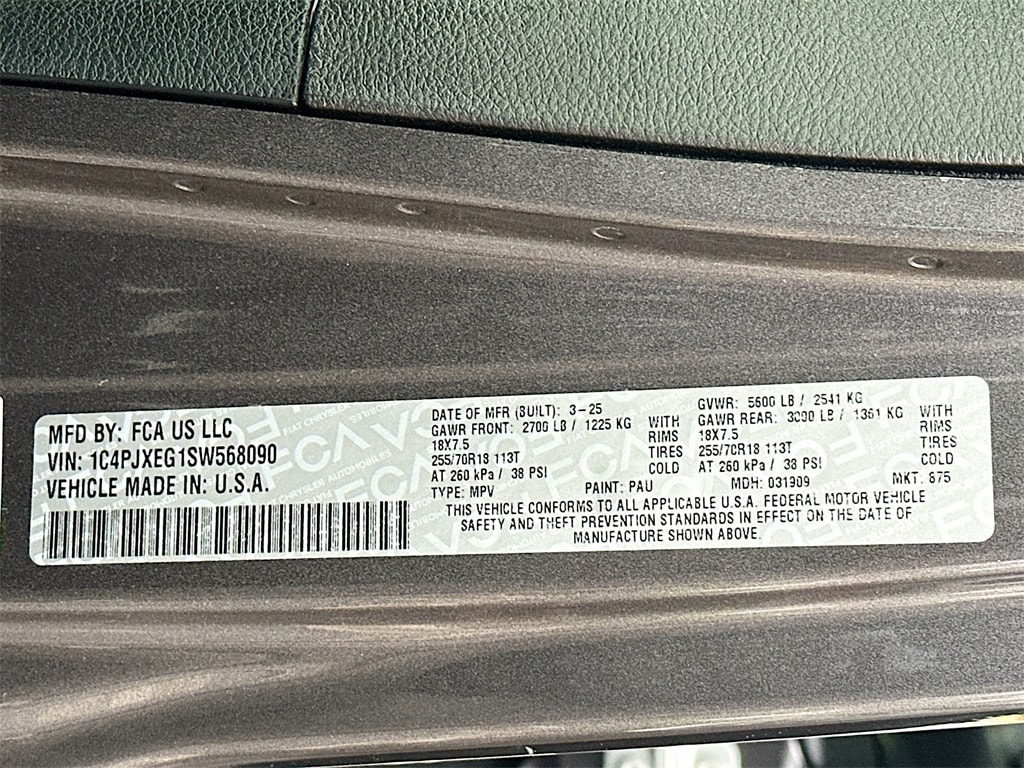 MFD BY: FCA US LLC
VIN: 1C4PJXEG1SW568090
VEHICLE MADE IN: U.S.A.
DATE OF MFR (BUILT): 3-25
GAWR FRONT: 2700 LB / 1225 KG
18X7.5
255/70R18 113T
AT 260 kPa / 38 PSI
WITH
RIMS
TIRES
COLD
GVWR: 5600 LB / 2541 KG
GAWR REAR: 3000 LB / 1361 KG
18X7.5
255/70R18 113T
AT 260 kPa / 38 PSI
WITH
RIMS
TIRES
COLD
TYPE: MPV PAINT: PAU MDH: 031909 MKT: 875
THIS VEHICLE CONFORMS TO ALL APPLICABLE U.S.A. FEDERAL MOTOR VEHICLE
SAFETY AND THEFT PREVENTION STANDARDS IN EFFECT ON THE DATE OF
MANUFACTURE SHOWN ABOVE.